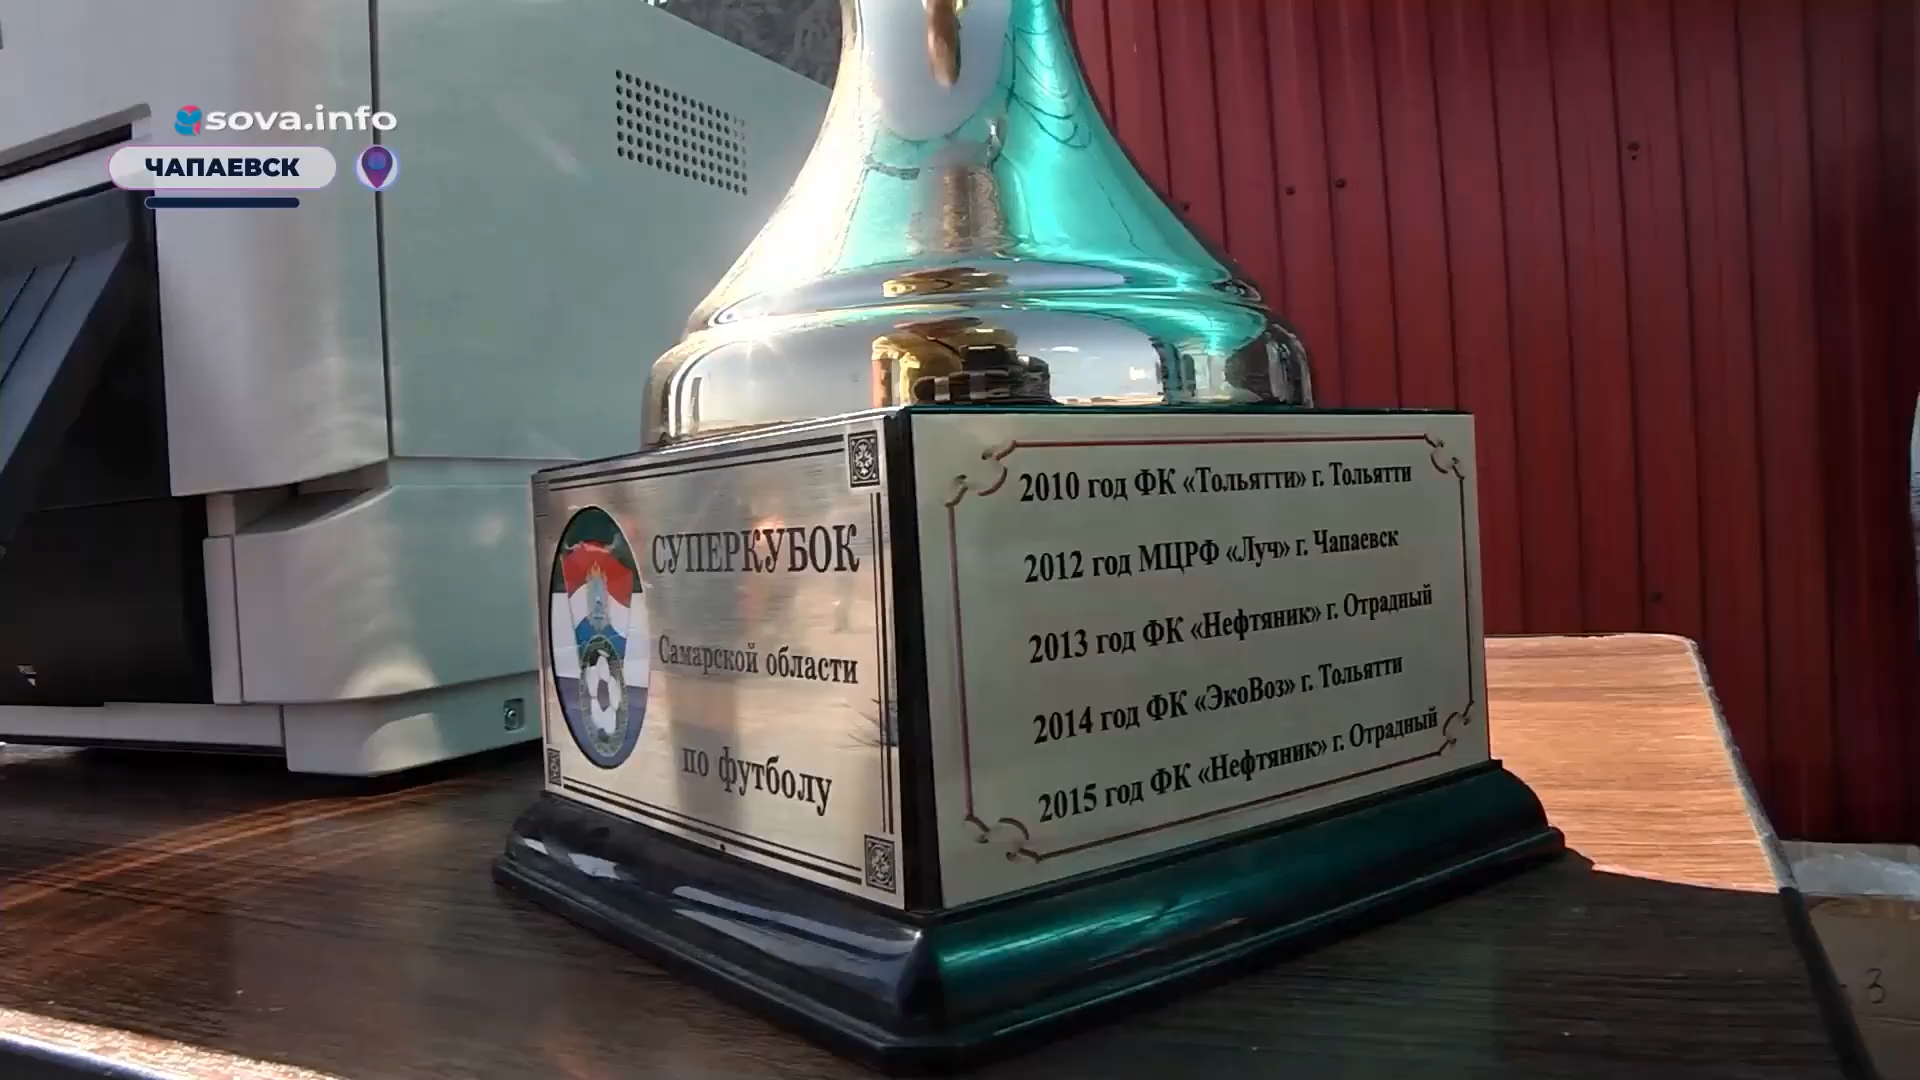 sova.info
ЧАПАЕВСК
СУПЕРКУБОК
Самарской области
по футболу
2010 год ФК «Тольятти» г. Тольятти
2012 год МЦРФ «Луч» г. Чапаевск
2013 год ФК «Нефтяник» г. Отрадный
2014 год ФК «ЭкоВоз» г. Тольятти
2015 год ФК «Нефтяник» г. Отрадный
3